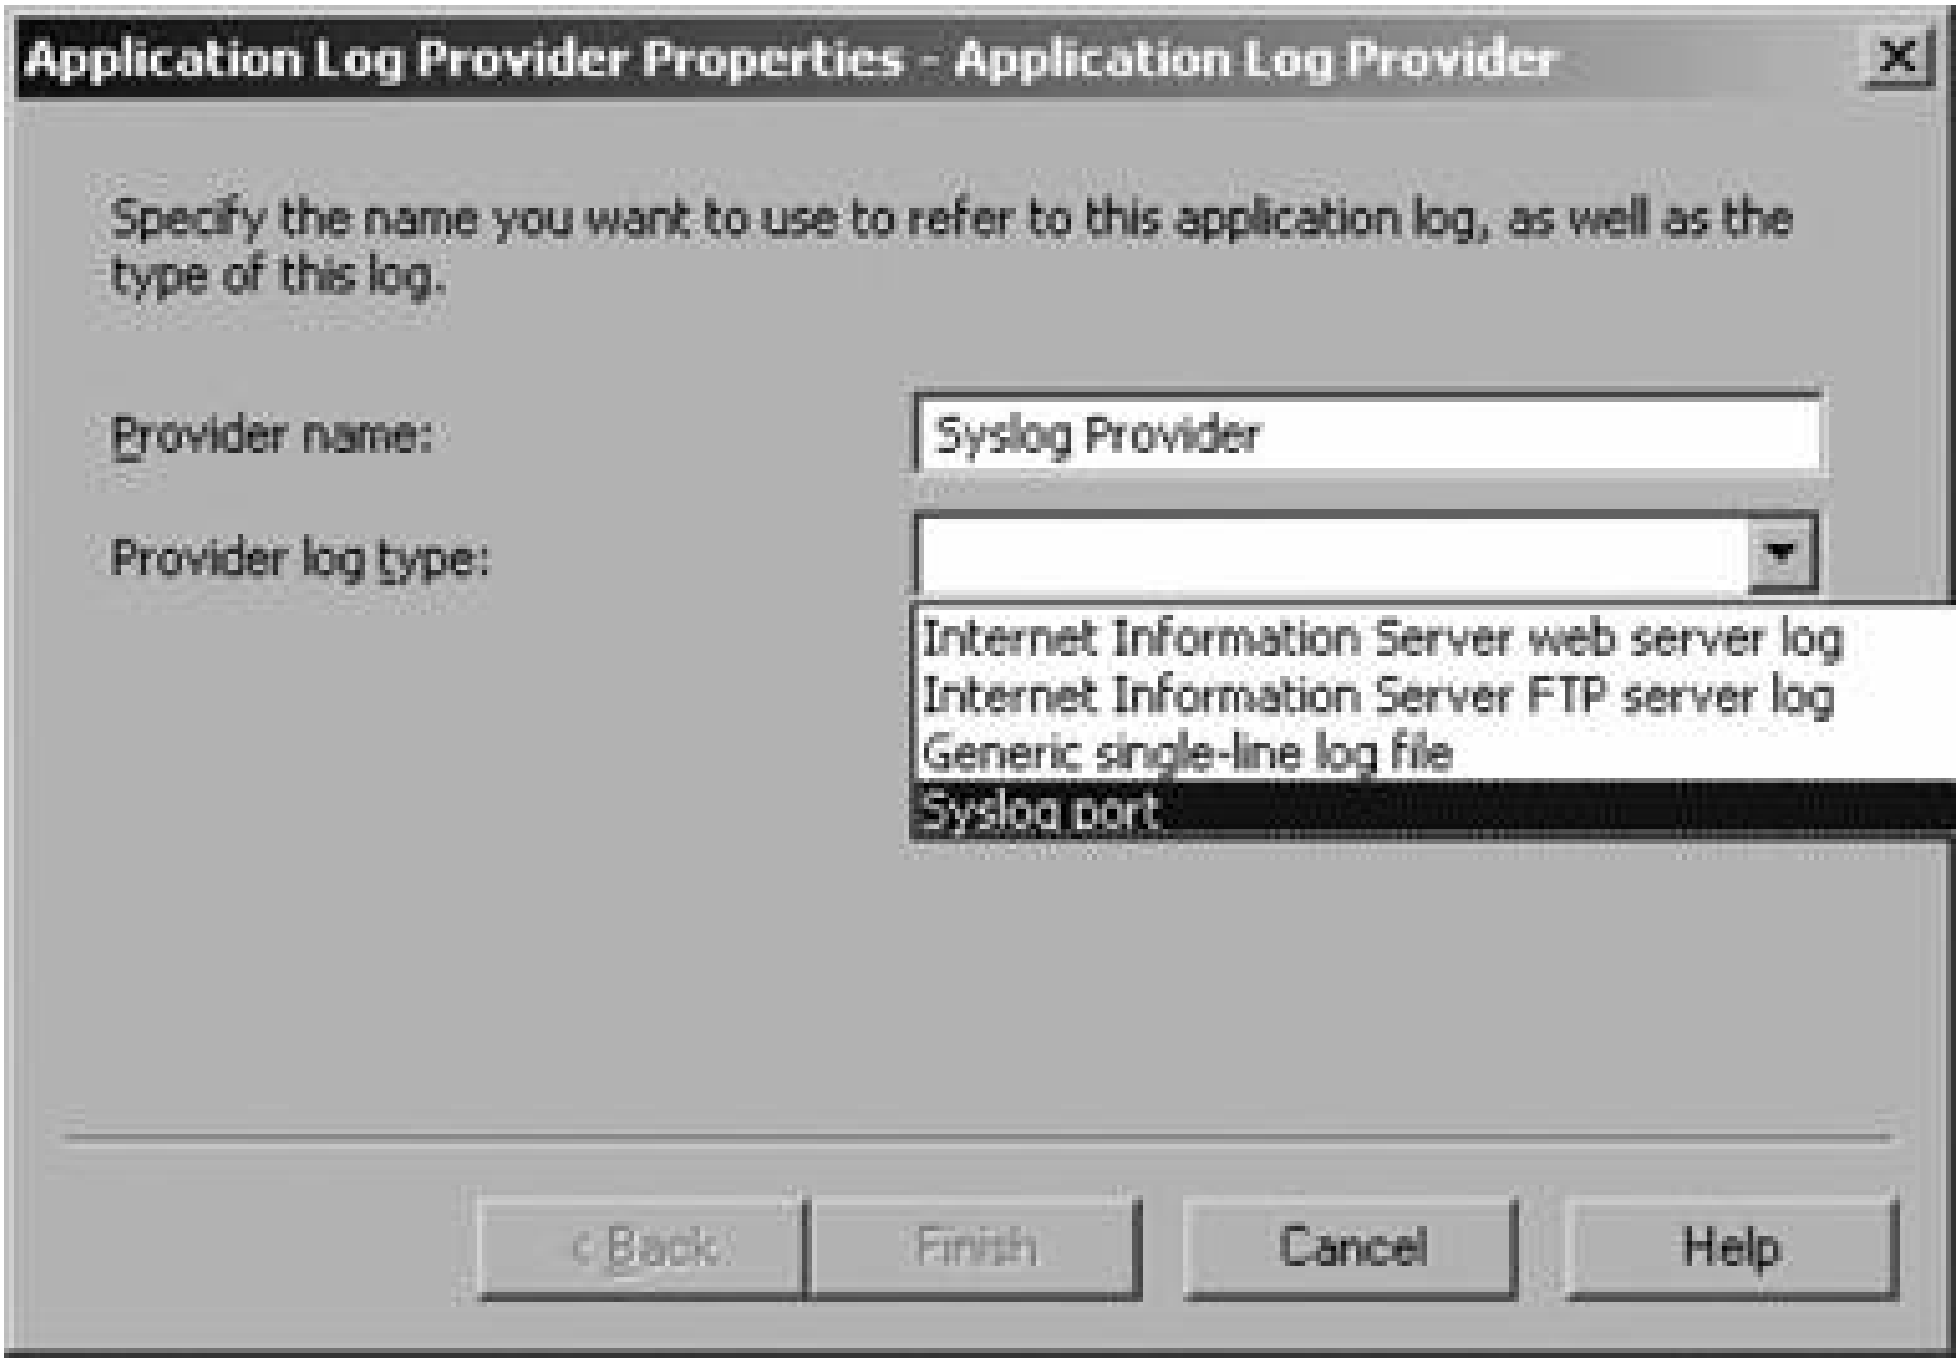 Application Log Provider Properties - Application Log Provider
Specify the name you want to use to refer to this application log, as well as the
type of this log.
Provider name:
Syslog Provider
Provider log type:
Internet Information Server web server log
Internet Information Server FTP server log
Generic single-line log file
Syslog port
< Back
Finish
Cancel
Help